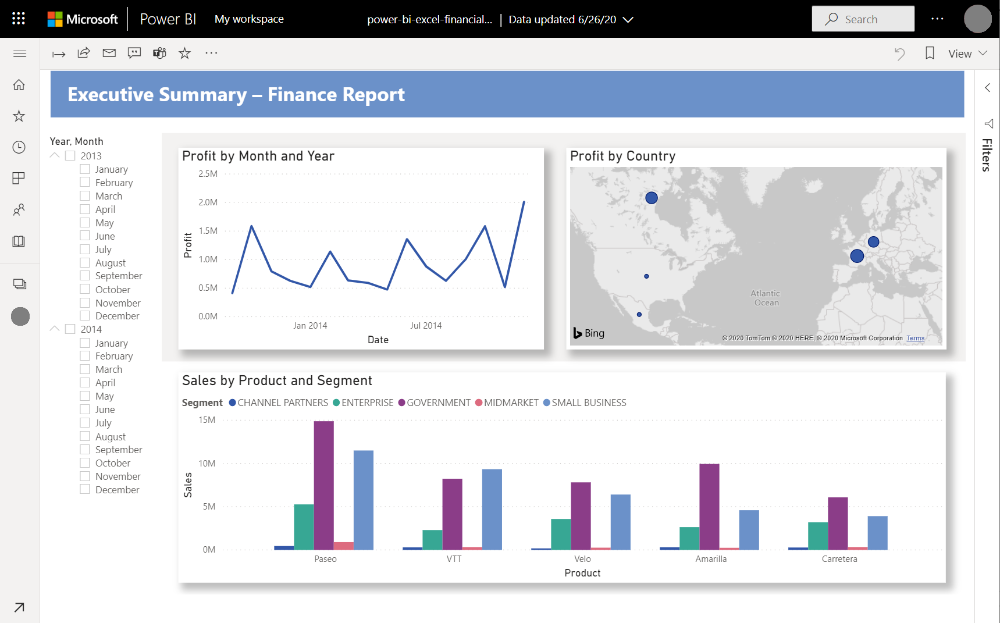 Microsoft
Power BI
My workspace
power-bi-excel-financial... | Data updated 6/26/20
Search
View
Executive Summary – Finance Report
Filters
Year, Month
2013
January
February
March
April
May
June
July
August
September
October
November
December
2014
January
February
March
April
May
June
July
August
September
October
November
December
Profit by Month and Year
2.5M
2.0M
1.5M
1.0M
0.5M
0.0M
Profit
Jan 2014
Jul 2014
Date
Profit by Country
Atlantic
Ocean
Bing
© 2020 TomTom © 2020 HERE, © 2020 Microsoft Corporation Terms
Sales by Product and Segment
Segment CHANNEL PARTNERS ENTERPRISE GOVERNMENT MIDMARKET SMALL BUSINESS
15M
10M
5M
0M
Sales
Paseo
VTT
Velo
Amarilla
Carretera
Product